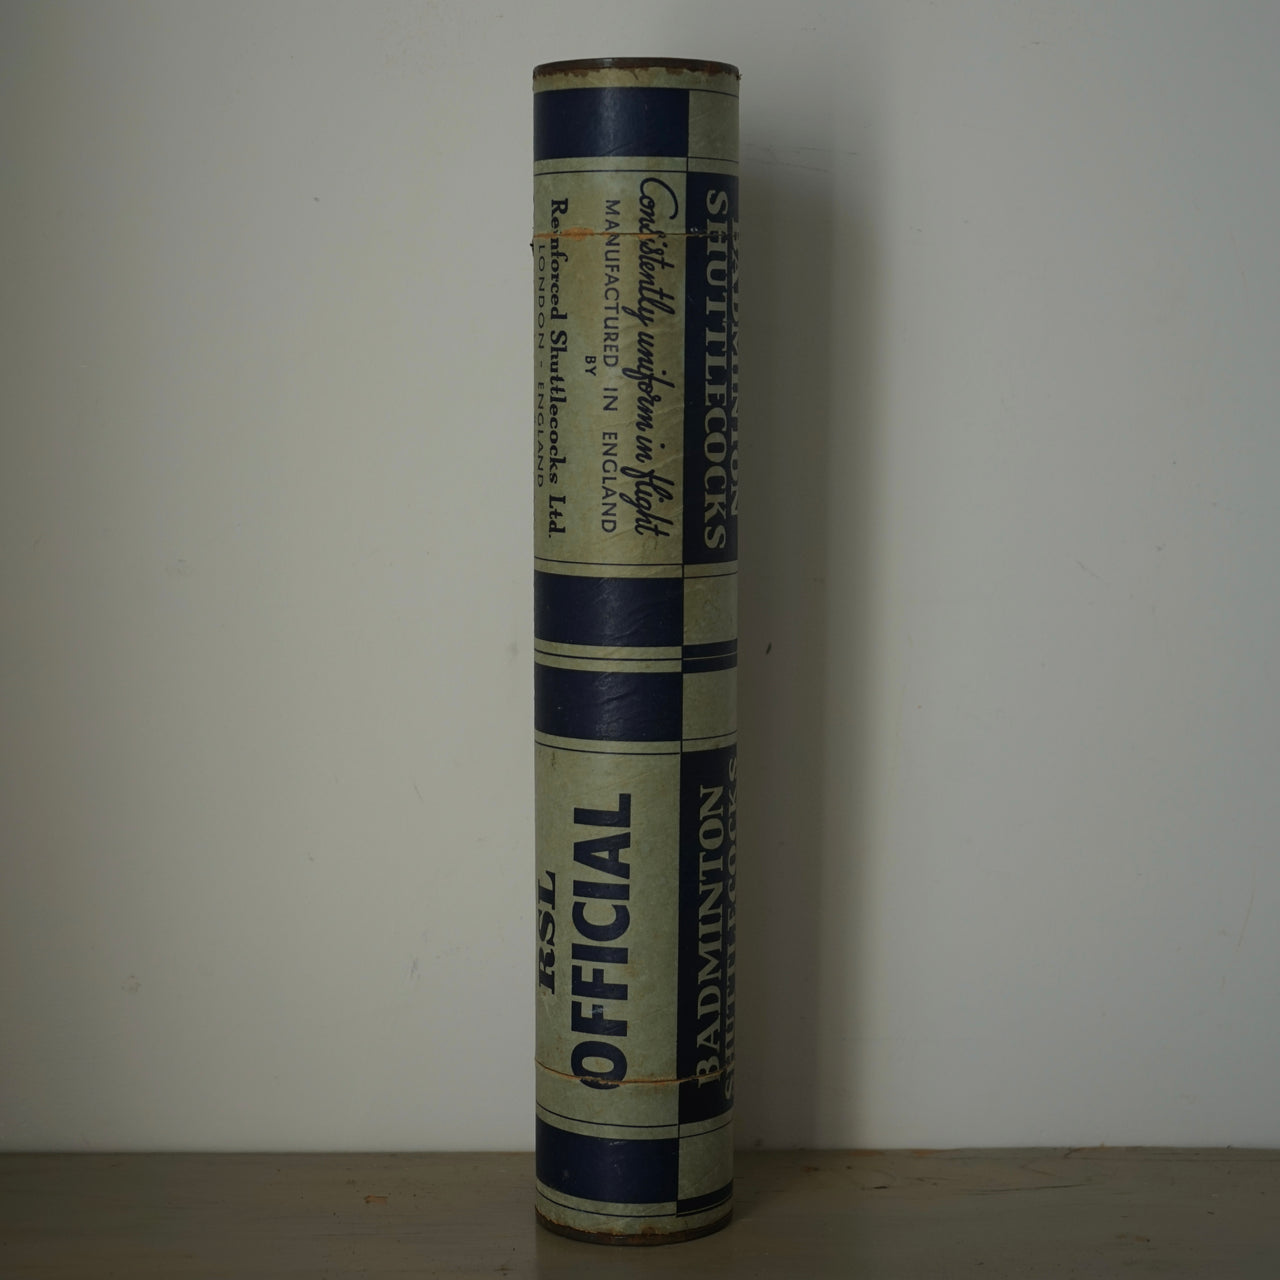 BADMINTON
SHUTTLECOCKS
Consistently uniform in flight
MANUFACTURED IN ENGLAND
BY
Reinforced Shuttlecocks Ltd.
LONDON - ENGLAND
RSL
OFFICIAL
BADMINTON
SHUTTLECOCKS